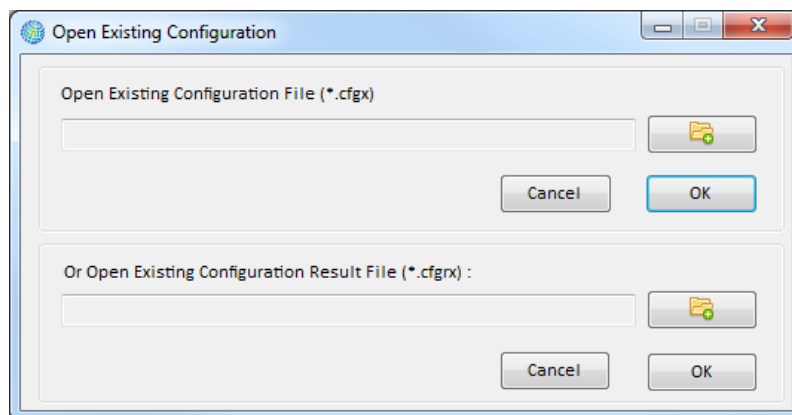 Open Existing Configuration
Open Existing Configuration File (*.cfgx)
Cancel OK
Or Open Existing Configuration Result File (*.cfgrx) :
Cancel OK